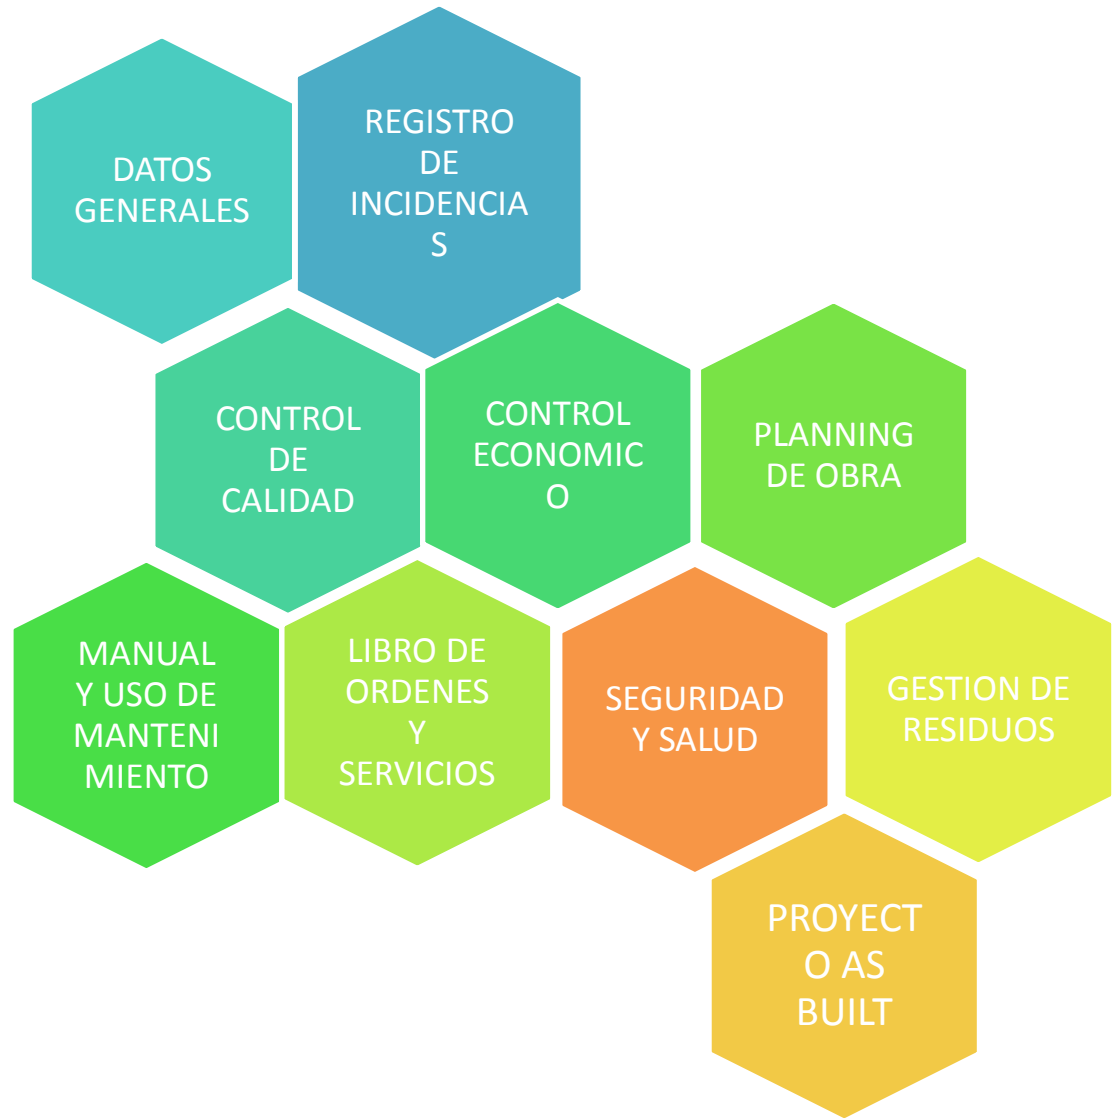 DATOS
GENERALES
REGISTRO
DE
INCIDENCIA
S
CONTROL
DE
CALIDAD
CONTROL
ECONOMIC
O
PLANNING
DE OBRA
MANUAL
Y USO DE
MANTENI
MIENTO
LIBRO DE
ORDENES
Y
SERVICIOS
SEGURIDAD
Y SALUD
GESTION DE
RESIDUOS
PROYECT
O AS
BUILT